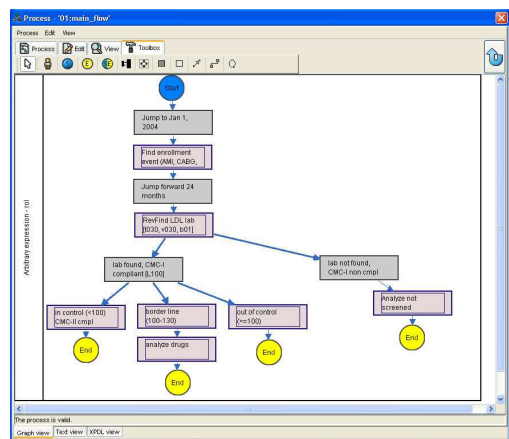 Process - '01:main_flow'
Process Edit View
Process Edit View Toolbox
Start
Jump to Jan 1,
2004
Find enrollment
event (AMI, CABG,
Jump forward 24
months
RevFind LDL lab
[t030, v030, b01]
lab found, CMC-I
compliant [L100]
lab not found,
CMC-I non cmpl
in control (<100)
CMC-II cmpl
border line
(100-130)
out of control
(>=100)
Analyze not
screened
analyze drugs
End
End
End
End
Arbitrary expression - rol
The process is valid.
Graph view Text view XPDL view